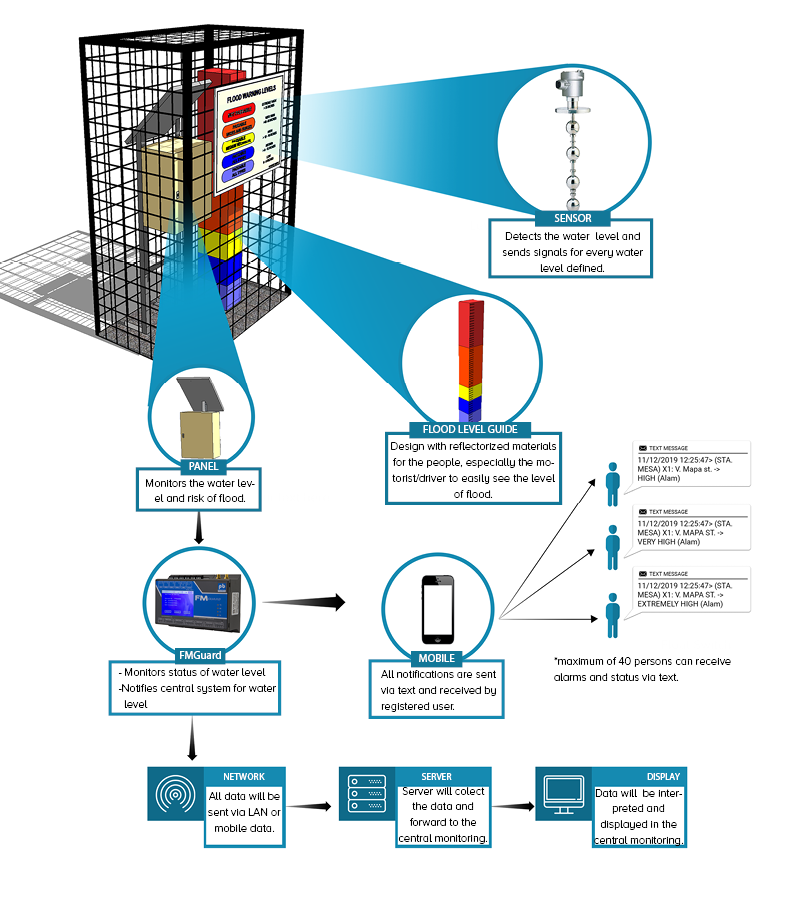 FLOOD WARNING LEVELS
SENSOR
Detects the water level and
sends signals for every water
level defined.
FLOOD LEVEL GUIDE
Design with reflectorized materials
for the people, especially the mo-
torist/driver to easily see the level
of flood.
PANEL
Monitors the water lev-
el and risk of flood.
TEXT MESSAGE
11/12/2019 12:25:47> (STA.
MESA) X1: V. Mapa st. ->
HIGH (Alam)
TEXT MESSAGE
11/12/2019 12:25:47> (STA.
MESA) X1: V. MAPA ST. ->
VERY HIGH (Alam)
TEXT MESSAGE
11/12/2019 12:25:47> (STA.
MESA) X1: V. MAPA ST. ->
EXTREMELY HIGH (Alam)
*maximum of 40 persons can receive
alarms and status via text.
FM
FMGuard
- Monitors status of water level
-Notifies central system for water
level
MOBILE
All notifications are sent
via text and received by
registered user.
NETWORK
All data will be
sent via LAN or
mobile data.
SERVER
Server will colect
the data and
forward to the
central monitoring.
DISPLAY
Data will be inter-
preted and
displayed in the
central monitoring.